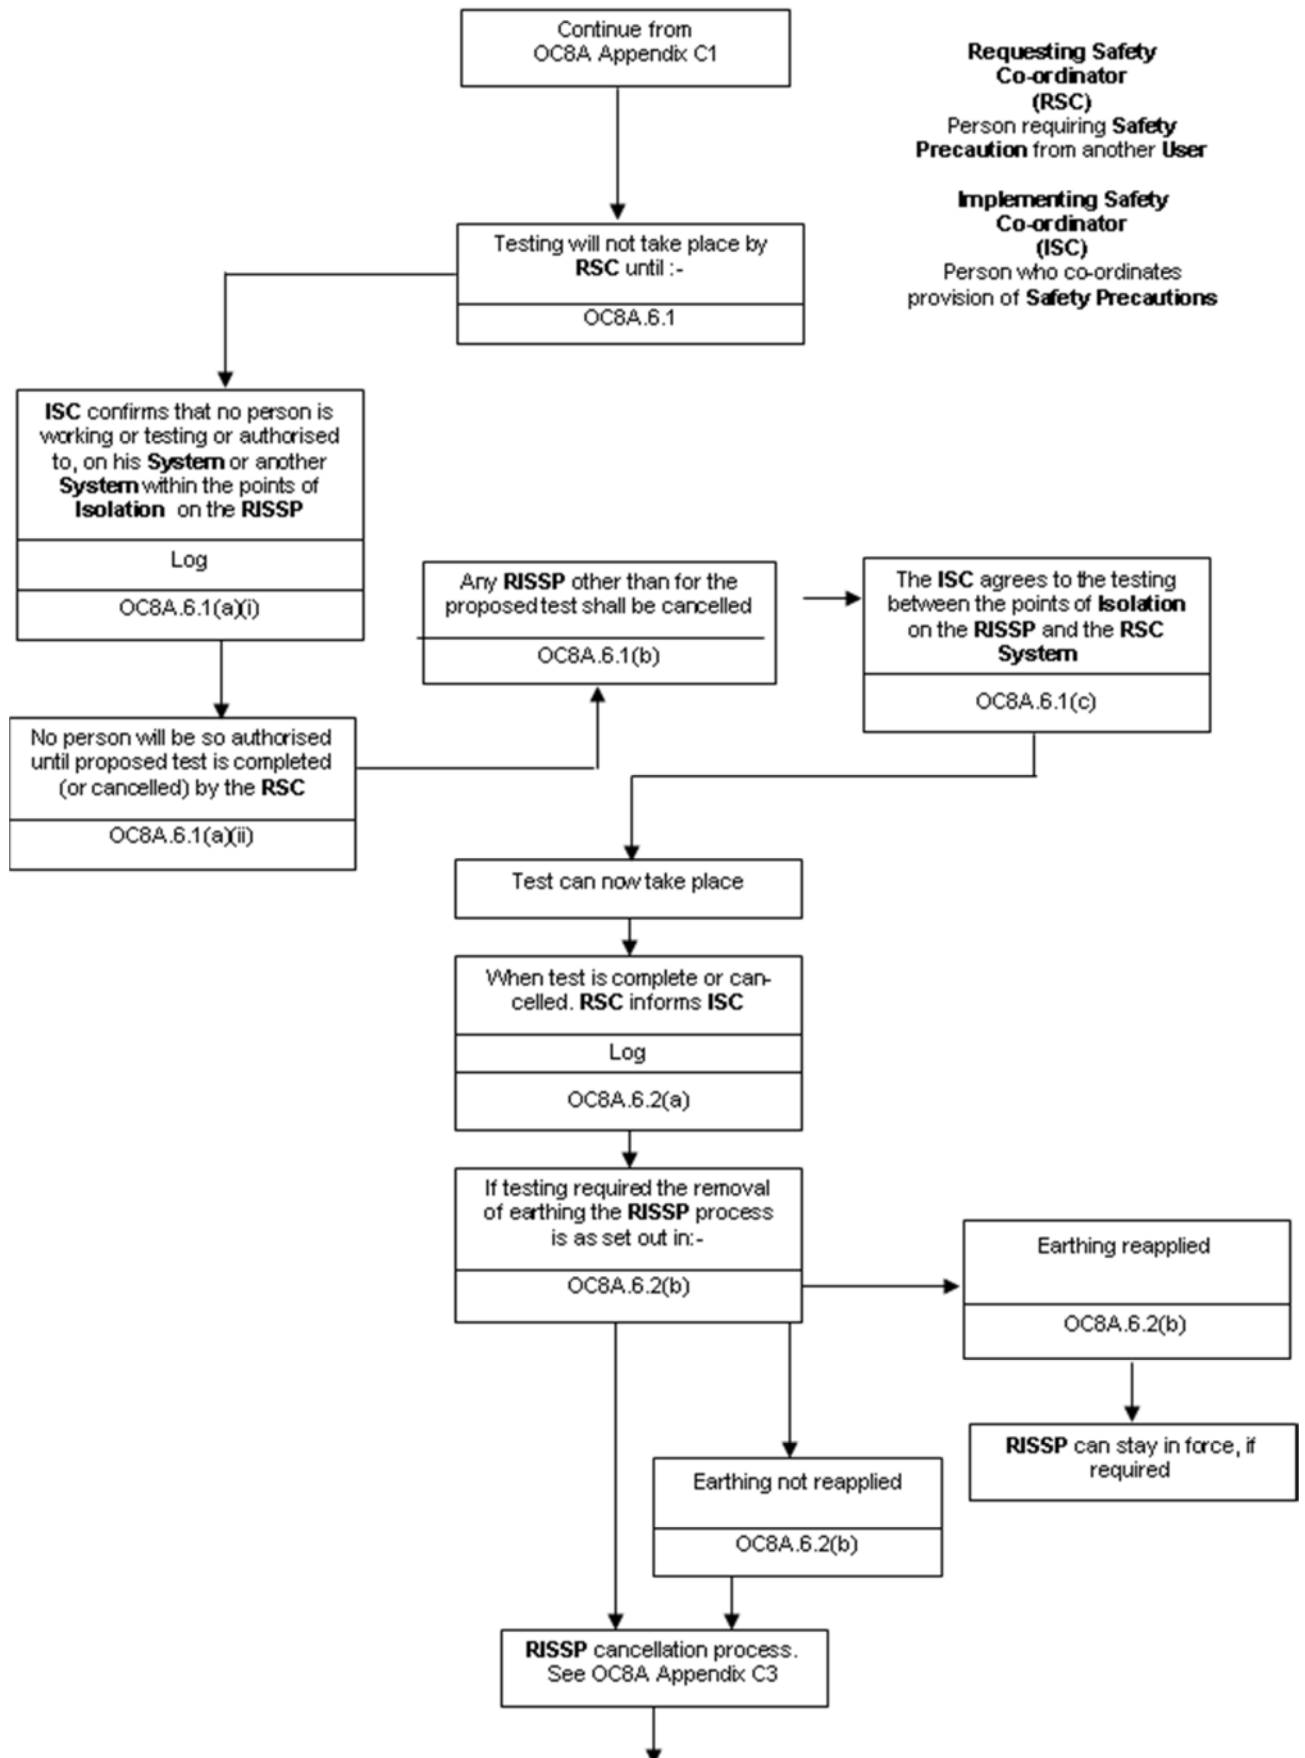 Continue from
OC8A Appendix C1
Requesting Safety
Co-ordinator
(RSC)
Person requiring Safety
Precaution from another User
Implementing Safety
Co-ordinator
(ISC)
Person who co-ordinates
provision of Safety Precautions
Testing will not take place by
RSC until :-
OC8A.6.1
ISC confirms that no person is
working or testing or authorised
to, on his System or another
System within the points of
Isolation on the RISSP
Log
OC8A.6.1(a)(i)
No person will be so authorised
until proposed test is completed
(or cancelled) by the RSC
OC8A.6.1(a)(ii)
Any RISSP other than for the
proposed test shall be cancelled
OC8A.6.1(b)
The ISC agrees to the testing
between the points of Isolation
on the RISSP and the RSC
System
OC8A.6.1(c)
Test can now take place
When test is complete or can-
celled. RSC informs ISC
Log
OC8A.6.2(a)
If testing required the removal
of earthing the RISSP process
is as set out in:-
OC8A.6.2(b)
Earthing reapplied
OC8A.6.2(b)
RISSP can stay in force, if
required
Earthing not reapplied
OC8A.6.2(b)
RISSP cancellation process.
See OC8A Appendix C3